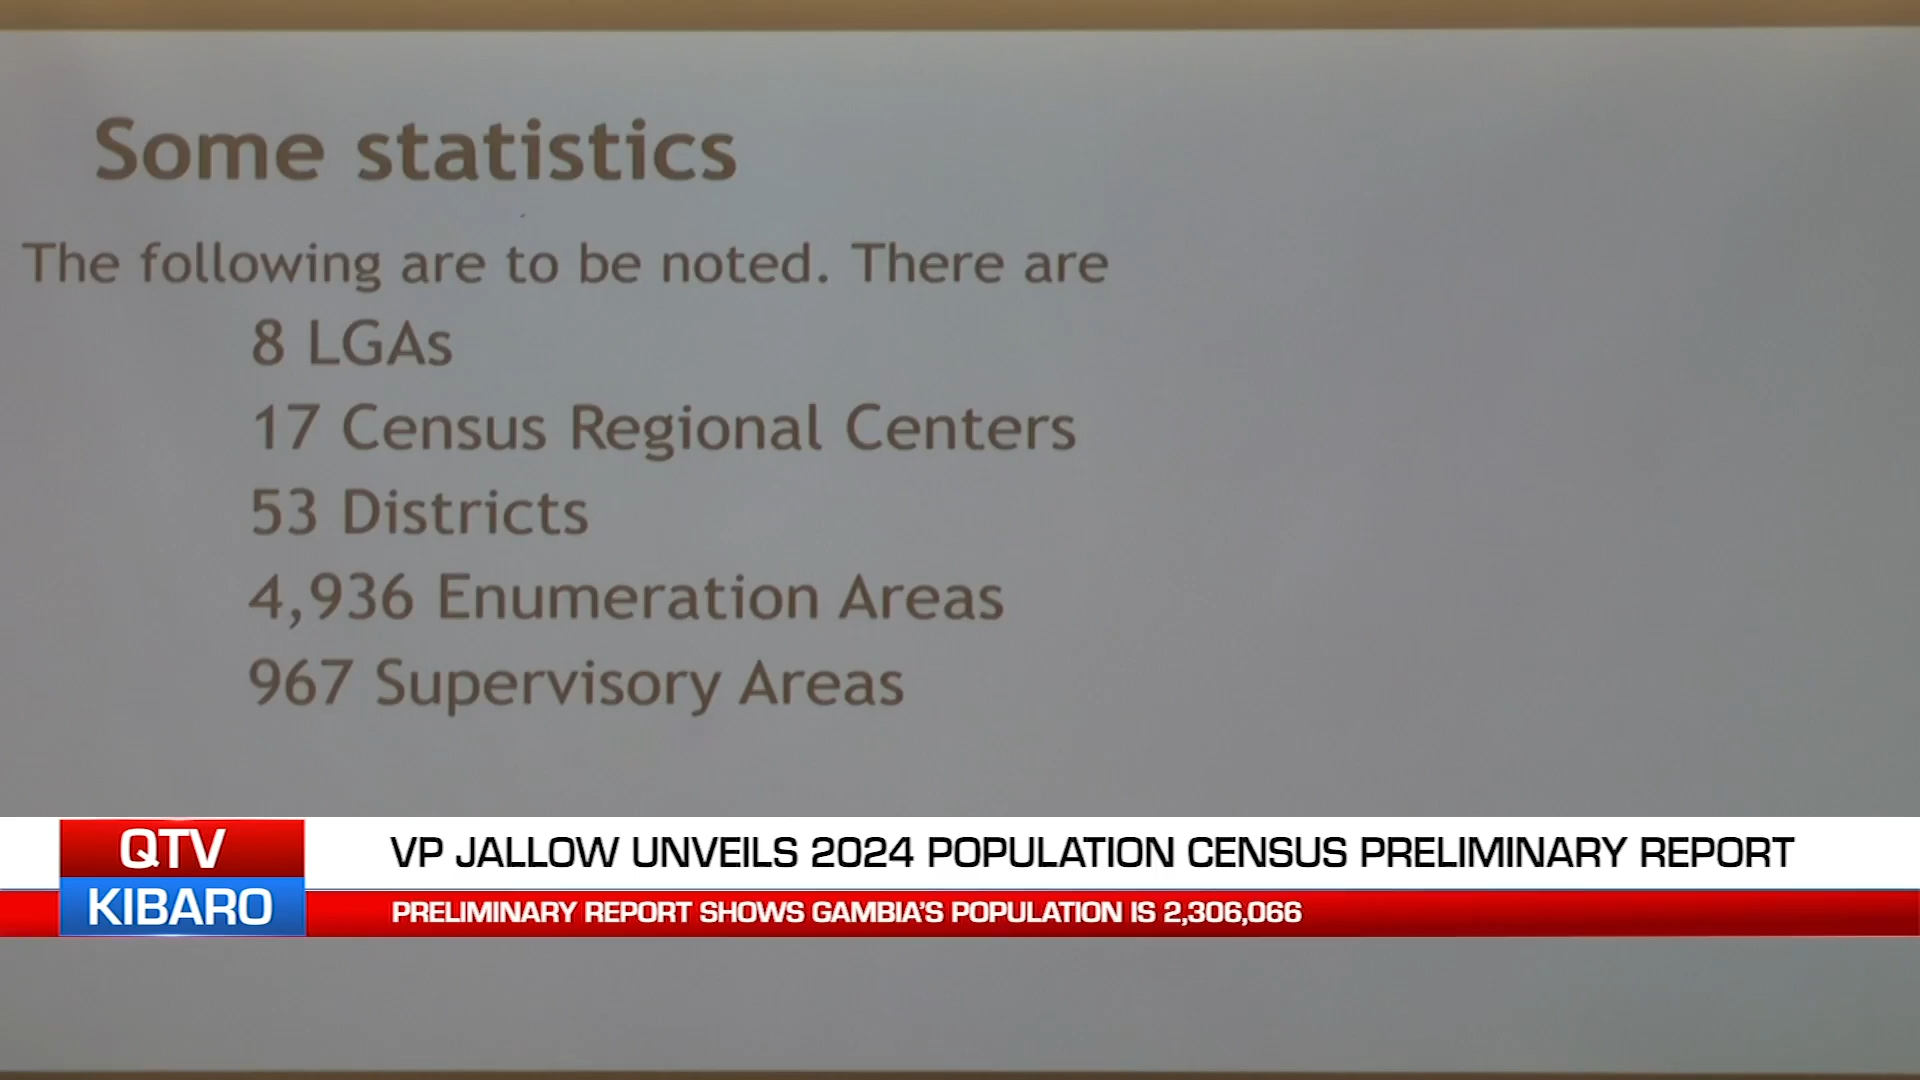 Some statistics
The following are to be noted. There are
8 LGAs
17 Census Regional Centers
53 Districts
4,936 Enumeration Areas
967 Supervisory Areas
QTV
KIBARO
VP JALLOW UNVEILS 2024 POPULATION CENSUS PRELIMINARY REPORT
PRELIMINARY REPORT SHOWS GAMBIA'S POPULATION IS 2,306,066